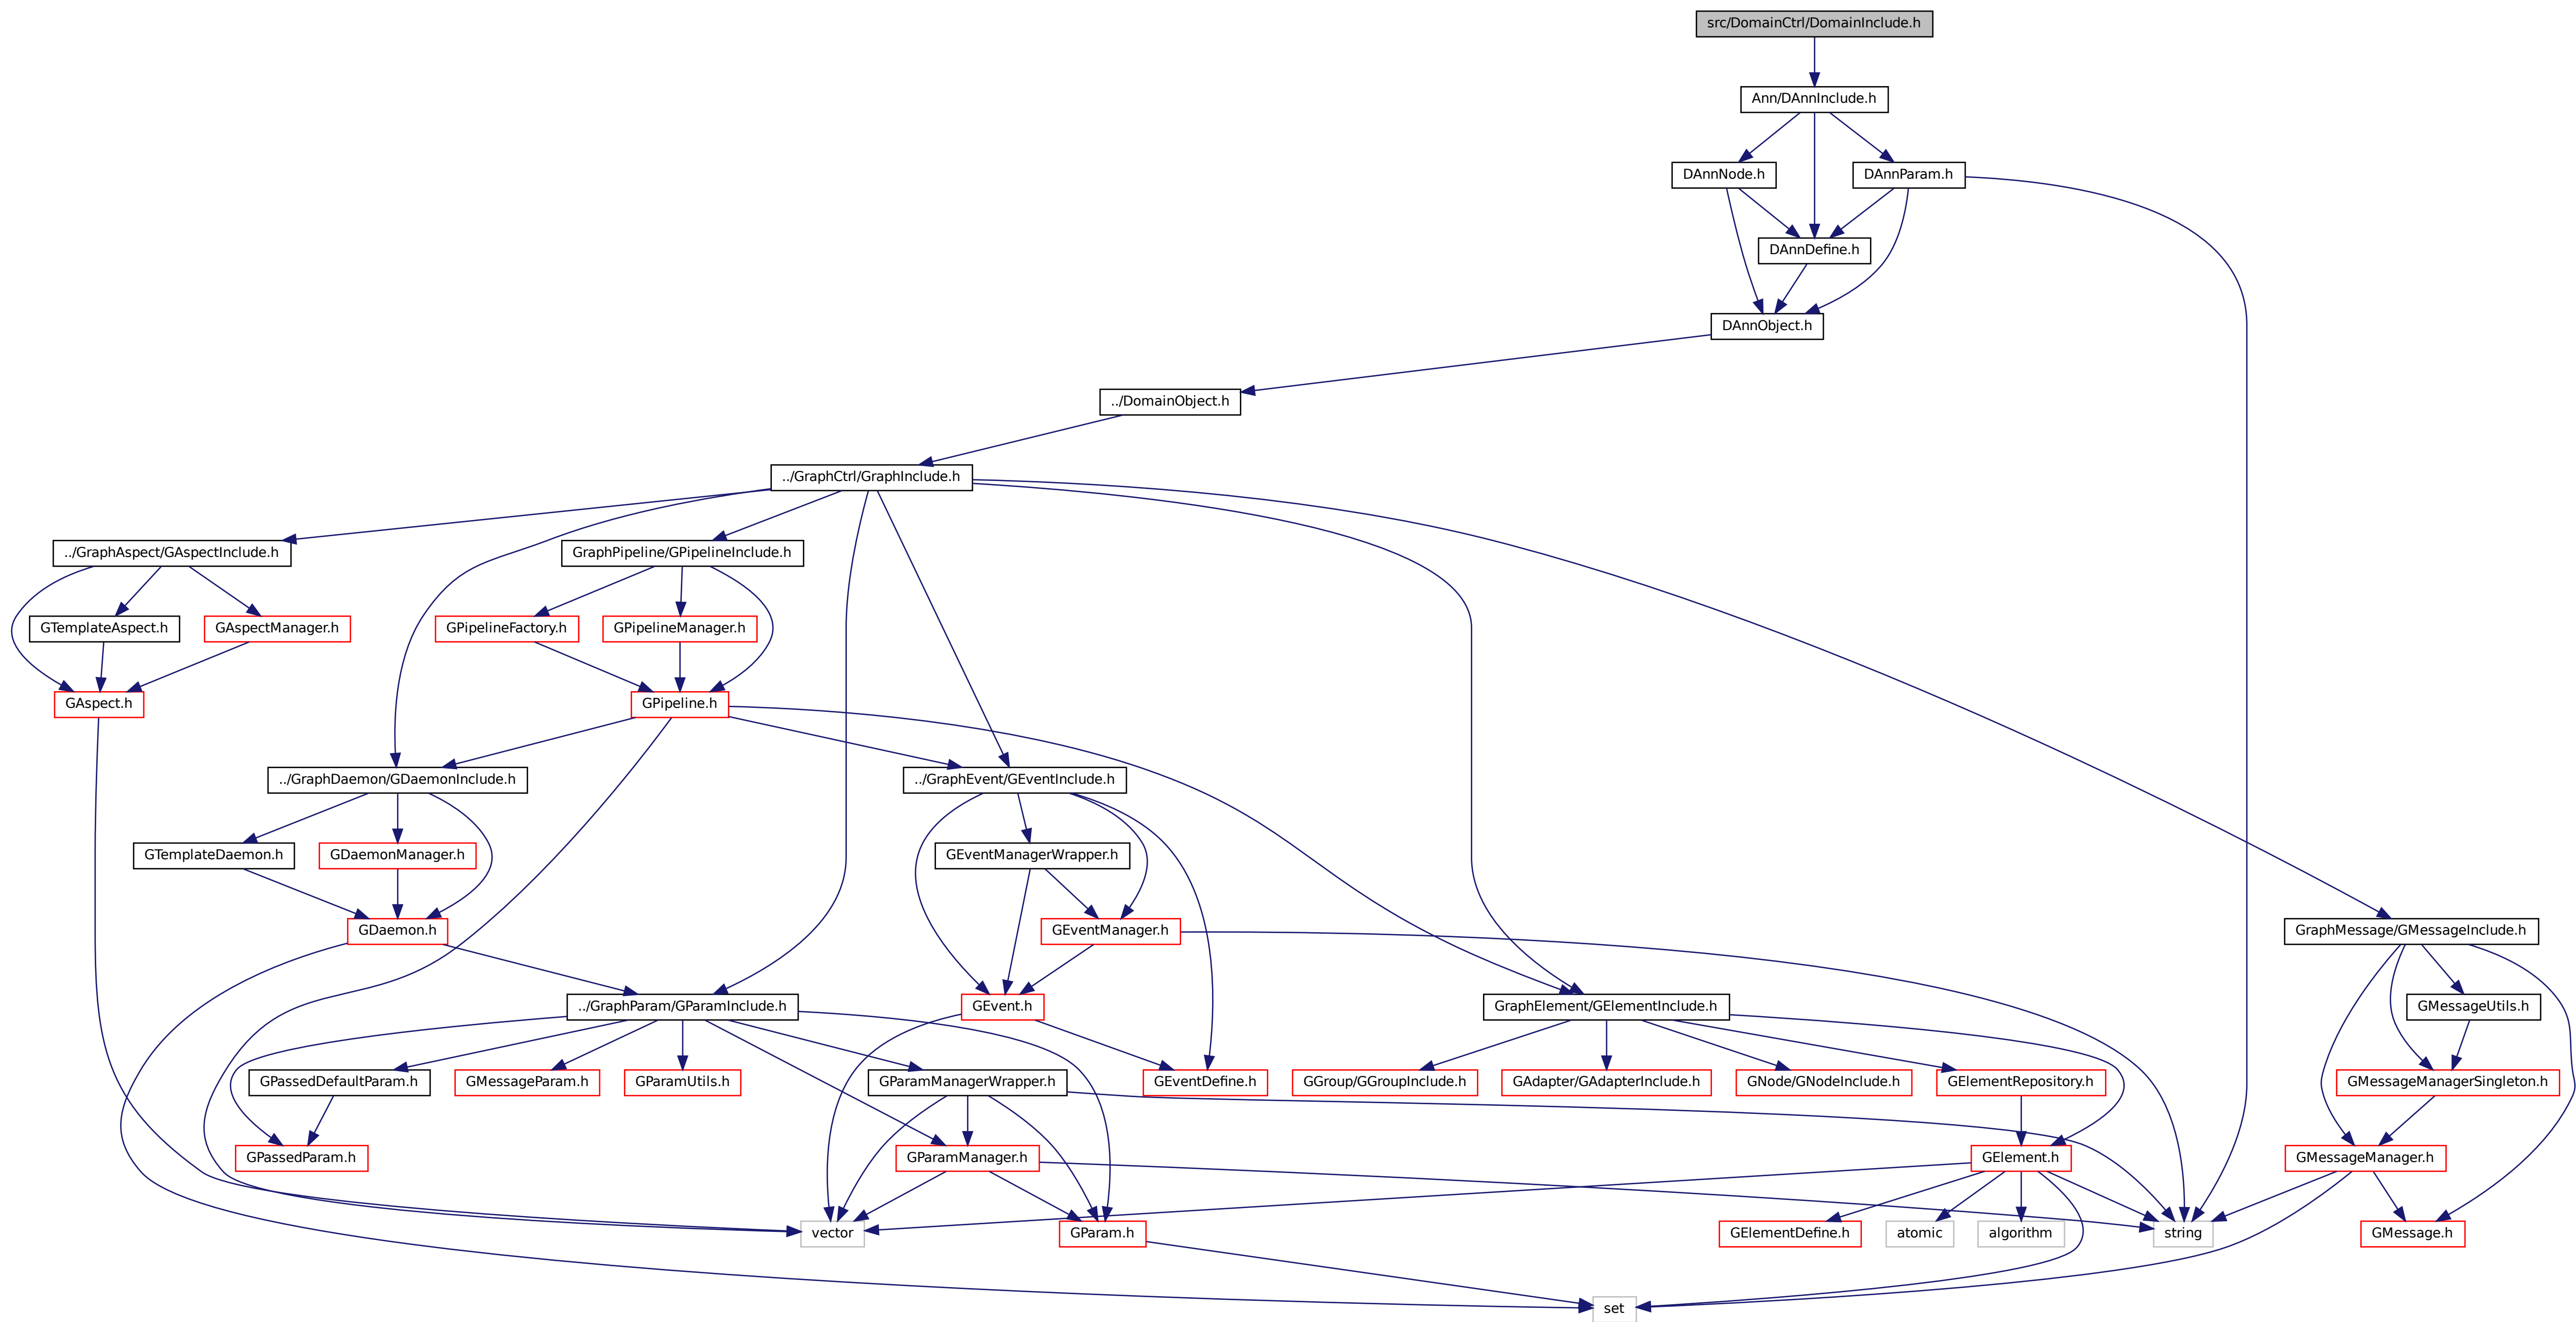 src/DomainCtrl/DomainInclude.h
Ann/DAnnInclude.h
DAnnNode.h
DAnnParam.h
DAnnDefine.h
DAnnObject.h
../DomainObject.h
../GraphCtrl/GraphInclude.h
../GraphAspect/GAspectInclude.h
GraphPipeline/GPipelineInclude.h
GTemplateAspect.h
GAspectManager.h
GPipelineFactory.h
GPipelineManager.h
GAspect.h
GPipeline.h
../GraphDaemon/GDaemonInclude.h
../GraphEvent/GEventInclude.h
GTemplateDaemon.h
GDaemonManager.h
GEventManagerWrapper.h
GDaemon.h
GEventManager.h
GraphMessage/GMessageInclude.h
../GraphParam/GParamInclude.h
GEvent.h
GraphElement/GElementInclude.h
GMessageUtils.h
GPassedDefaultParam.h
GMessageParam.h
GParamUtils.h
GParamManagerWrapper.h
GEventDefine.h
GGroup/GGroupInclude.h
GAdapter/GAdapterInclude.h
GNode/GNodeInclude.h
GElementRepository.h
GMessageManagerSingleton.h
GPassedParam.h
GParamManager.h
GElement.h
GMessageManager.h
vector
GParam.h
GElementDefine.h
atomic
algorithm
string
GMessage.h
set